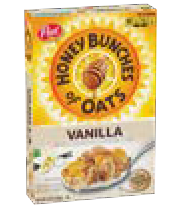 Post
HONEY BUNCHES
of OATS
VANILLA